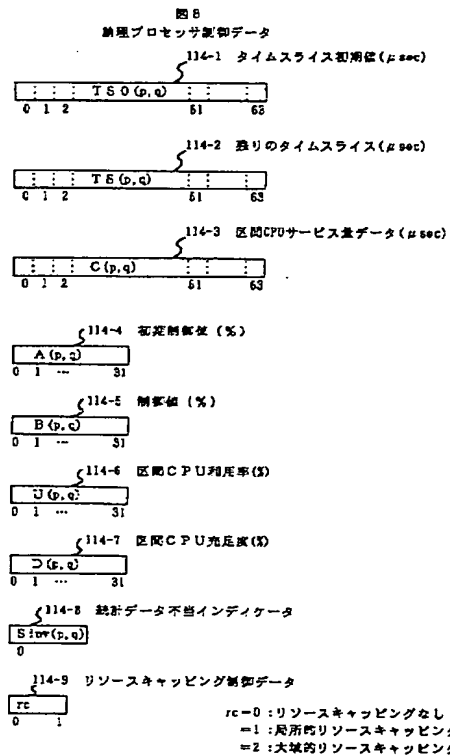 図8
論理プロセッサ制御データ
114-1 タイムスライス初期値(μsec)
TS0(p,q)
0 1 2 51 63
114-2 残りのタイムスライス(μsec)
TS(p,q)
0 1 2 51 63
114-3 区間CPUサービス量データ(μsec)
C(p,q)
0 1 2 51 63
114-4 初期制御値(%)
A(p,q)
0 1 … 31
114-5 制御値(%)
B(p,q)
0 1 … 31
114-6 区間CPU利用率(%)
U(p,q)
0 1 … 31
114-7 区間CPU充足度(%)
D(p,q)
0 1 … 31
114-8 統計データ不当インディケータ
Sinv(p,q)
0
114-9 リソースキャッピング制御データ
rc
0 1
rc=0:リソースキャッピングなし
=1:局所的リソースキャッピング
=2:大域的リソースキャッピング